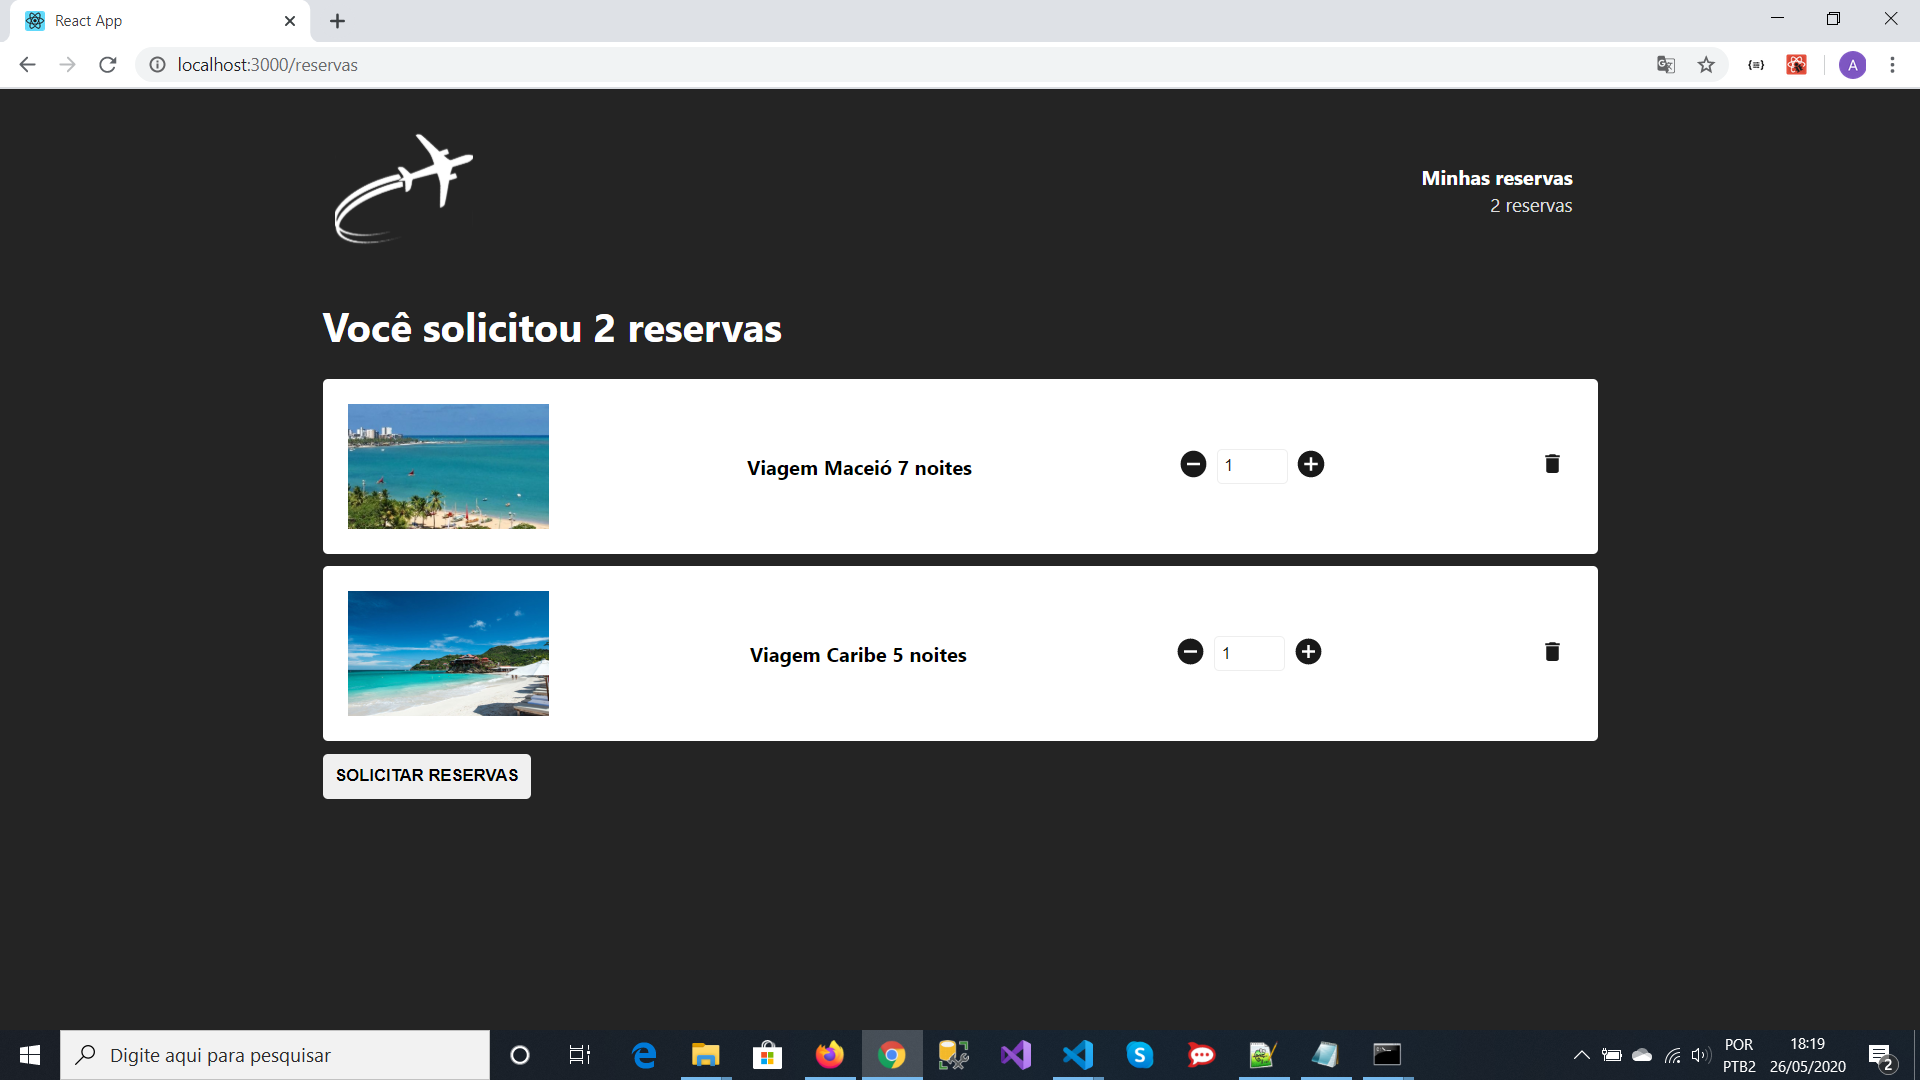 React App
localhost:3000/reservas
A
Minhas reservas
2 reservas
Você solicitou 2 reservas
Viagem Maceió 7 noites
1
Viagem Caribe 5 noites
1
SOLICITAR RESERVAS
Digite aqui para pesquisar
POR
PTB2
18:19
26/05/2020
2